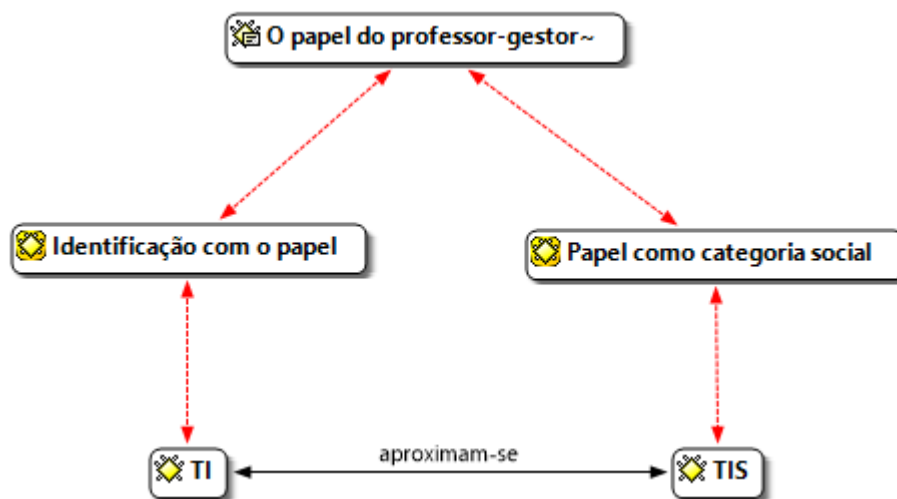 O papel do professor-gestor~
Identificação com o papel
Papel como categoria social
aproximam-se
TI
TIS